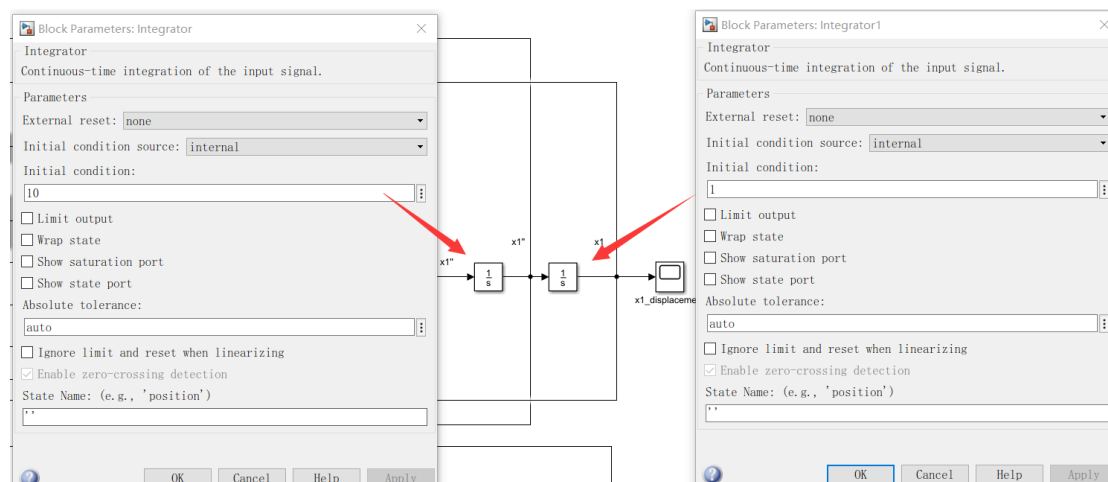 Block Parameters: Integrator
Integrator
Continuous-time integration of the input signal.
Parameters
External reset: none
Initial condition source: internal
Initial condition:
10
Limit output
Wrap state
Show saturation port
Show state port
Absolute tolerance:
auto
Ignore limit and reset when linearizing
Enable zero-crossing detection
State Name: (e.g., 'position')
''
OK Cancel Help Apply
x1"
1
s
x1"
1
s
x1
x1_displaceme
Block Parameters: Integrator1
Integrator
Continuous-time integration of the input signal.
Parameters
External reset: none
Initial condition source: internal
Initial condition:
1
Limit output
Wrap state
Show saturation port
Show state port
Absolute tolerance:
auto
Ignore limit and reset when linearizing
Enable zero-crossing detection
State Name: (e.g., 'position')
''
OK Cancel Help Apply